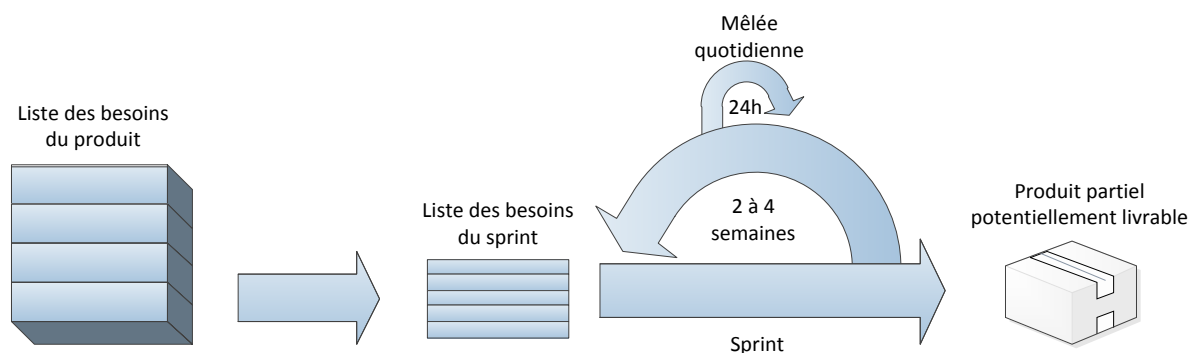 Liste des besoins
du produit
Liste des besoins
du sprint
Mêlée
quotidienne
24h
2 à 4
semaines
Sprint
Produit partiel
potentiellement livrable